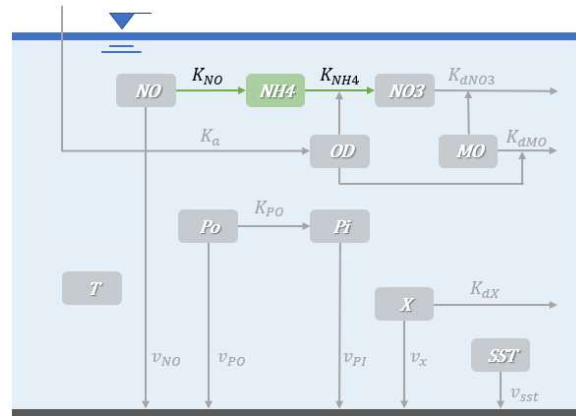 K_NO K_NH4 K_dNO3
NO NH4 NO3
K_a K_dMO
OD MO
K_PO
Po Pi
T X K_dX
SST
v_NO v_PO v_PI v_x
v_sst